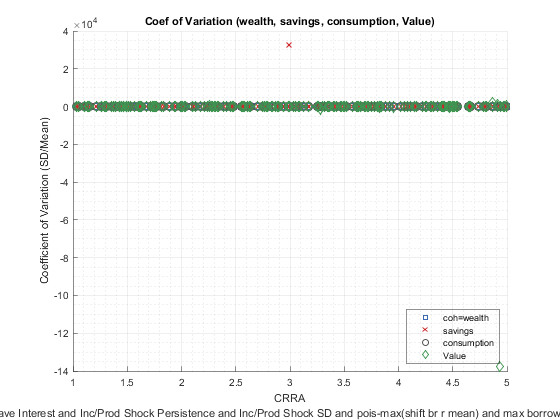 ×10⁴
Coef of Variation (wealth, savings, consumption, Value)
4
2
0
-2
-4
-6
-8
-10
-12
-14
Coefficient of Variation (SD/Mean)
coh=wealth
savings
consumption
Value
1 1.5 2 2.5 3 3.5 4 4.5 5
CRRA
ave Interest and Inc/Prod Shock Persistence and Inc/Prod Shock SD and pois-max(shift br r mean) and max borrow